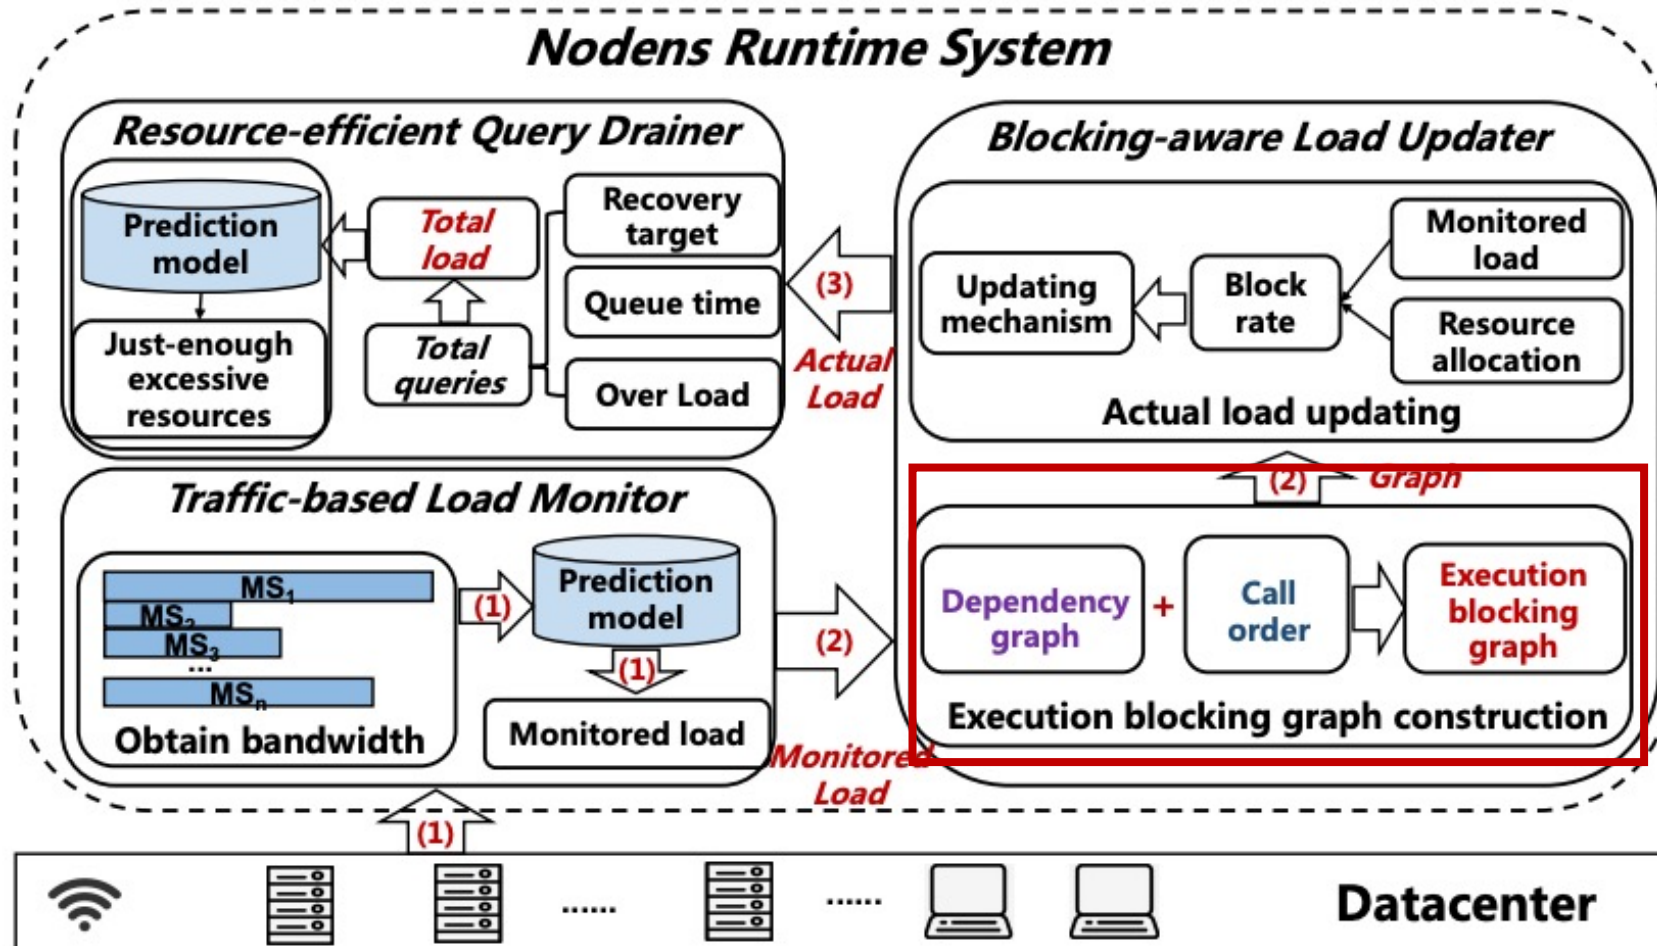 Nodens Runtime System
Resource-efficient Query Drainer
Prediction
model
Just-enough
excessive
resources
Total
load
Total
queries
Recovery
target
Queue time
Over Load
(3)
Actual
Load
Blocking-aware Load Updater
Updating
mechanism
Block
rate
Monitored
load
Resource
allocation
Actual load updating
Traffic-based Load Monitor
MS1
MS2
MS3
...
MSn
Obtain bandwidth
(1)
Prediction
model
(1)
Monitored load
(2)
Monitored
Load
(2)
Graph
Dependency
graph
+
Call
order
Execution
blocking
graph
Execution blocking graph construction
(1)
......
......
Datacenter